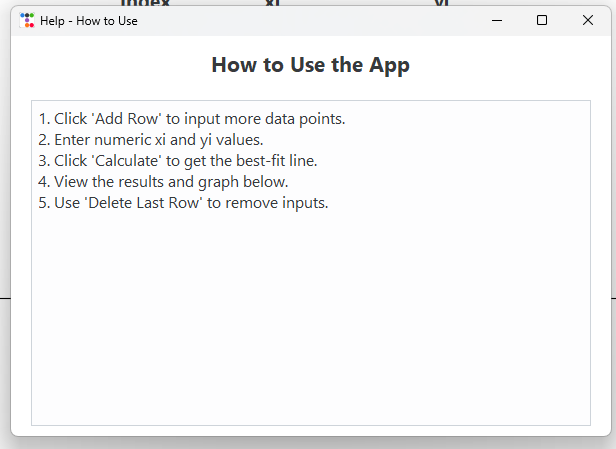 Index xi yi
Help - How to Use
How to Use the App
1. Click 'Add Row' to input more data points.
2. Enter numeric xi and yi values.
3. Click 'Calculate' to get the best-fit line.
4. View the results and graph below.
5. Use 'Delete Last Row' to remove inputs.